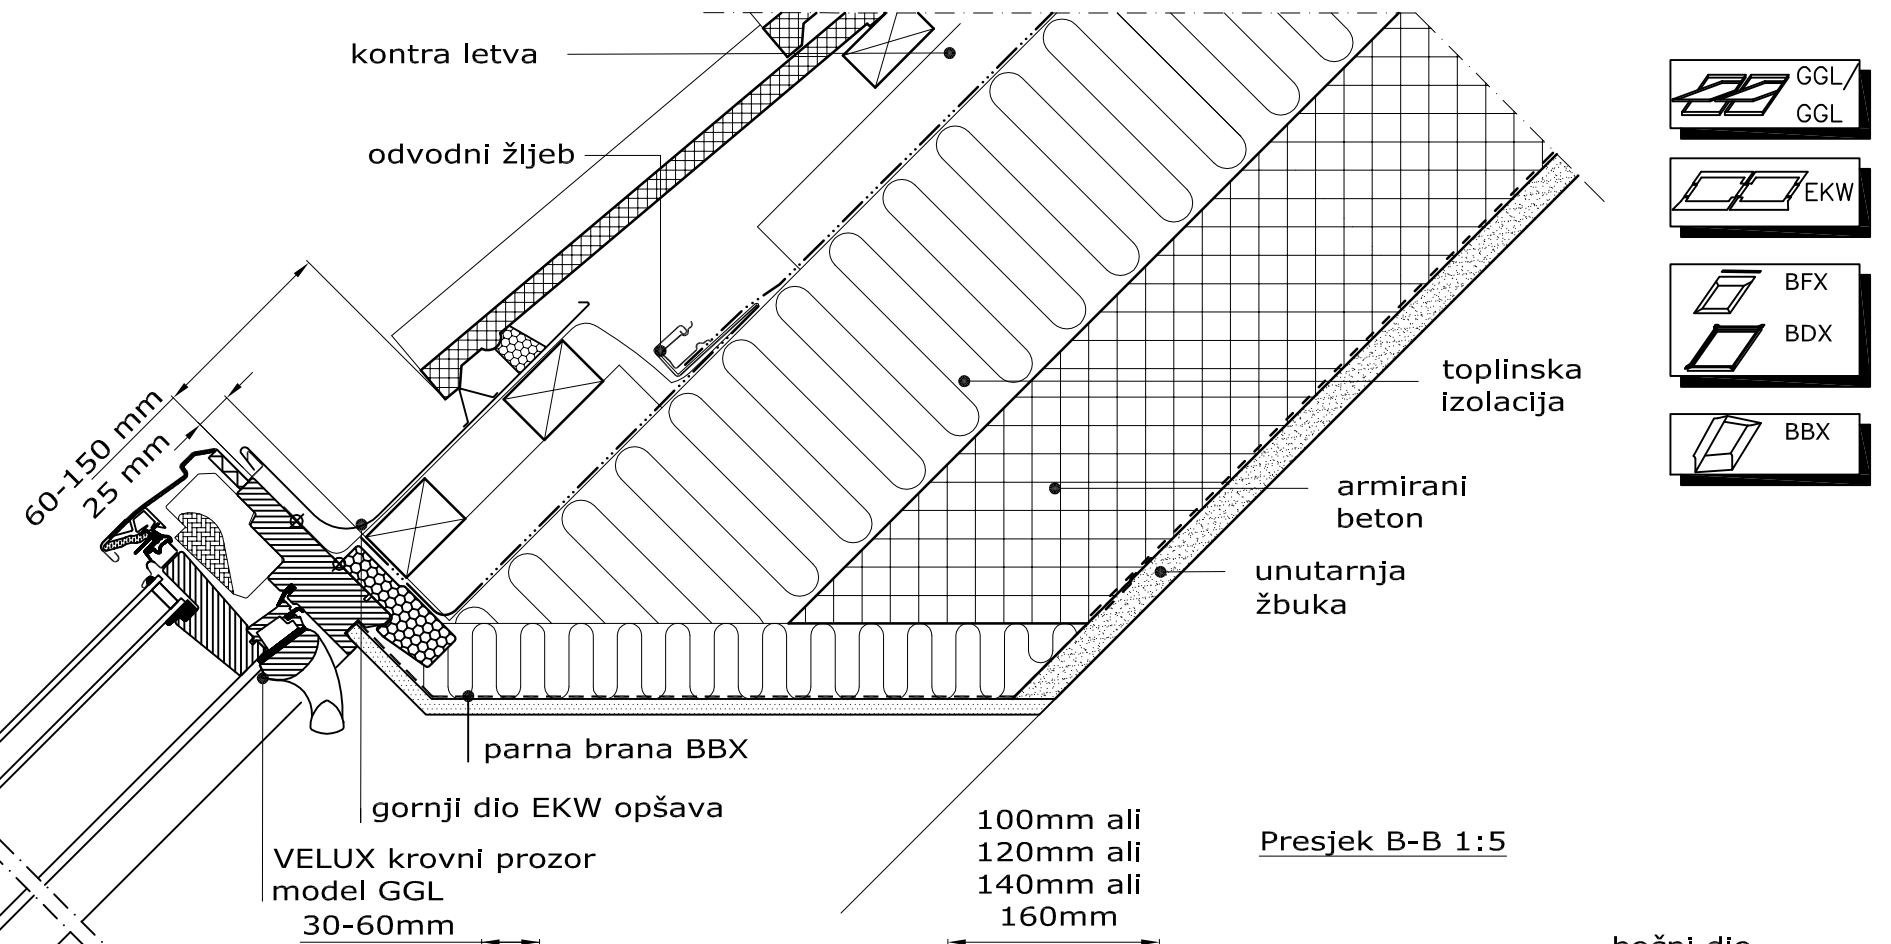 kontra letva
odvodni žljeb
60-150 mm
25 mm
toplinska
izolacija
armirani
beton
unutarnja
žbuka
parna brana BBX
gornji dio EKW opšava
VELUX krovni prozor
model GGL
30-60mm
100mm ali
120mm ali
140mm ali
160mm
Presjek B-B 1:5
GGL/
GGL
EKW
BFX
BDX
BBX
bočni dio